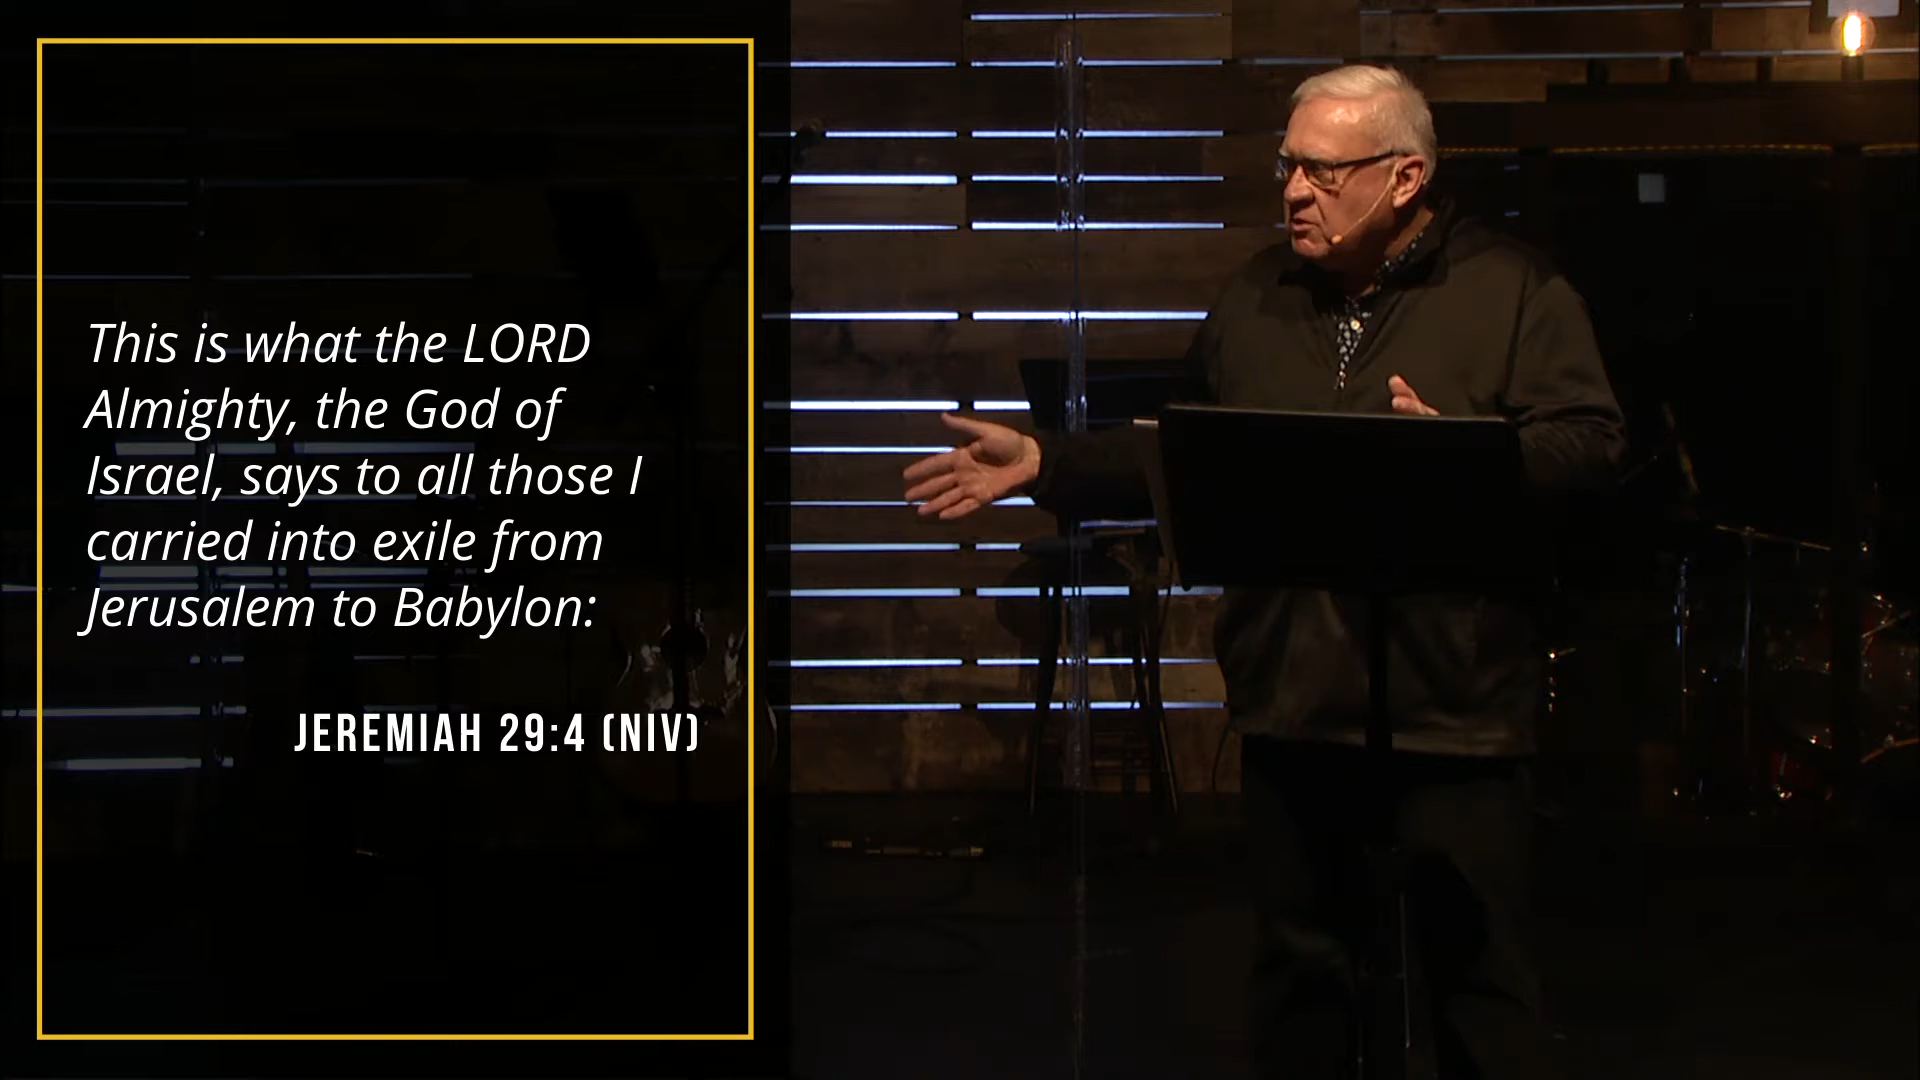 This is what the LORD
Almighty, the God of
Israel, says to all those I
carried into exile from
Jerusalem to Babylon:
JEREMIAH 29:4 (NIV)